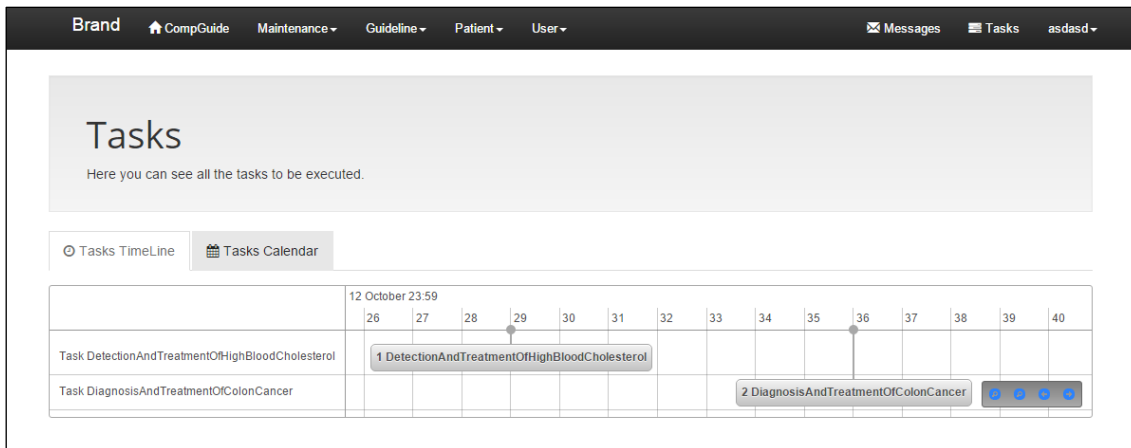 Brand CompGuide Maintenance Guideline Patient User Messages Tasks asdasd
Tasks
Here you can see all the tasks to be executed.
Tasks TimeLine Tasks Calendar
12 October 23:59
26 27 28 29 30 31 32 33 34 35 36 37 38 39 40
Task DetectionAndTreatmentOfHighBloodCholesterol 1 DetectionAndTreatmentOfHighBloodCholesterol
Task DiagnosisAndTreatmentOfColonCancer 2 DiagnosisAndTreatmentOfColonCancer